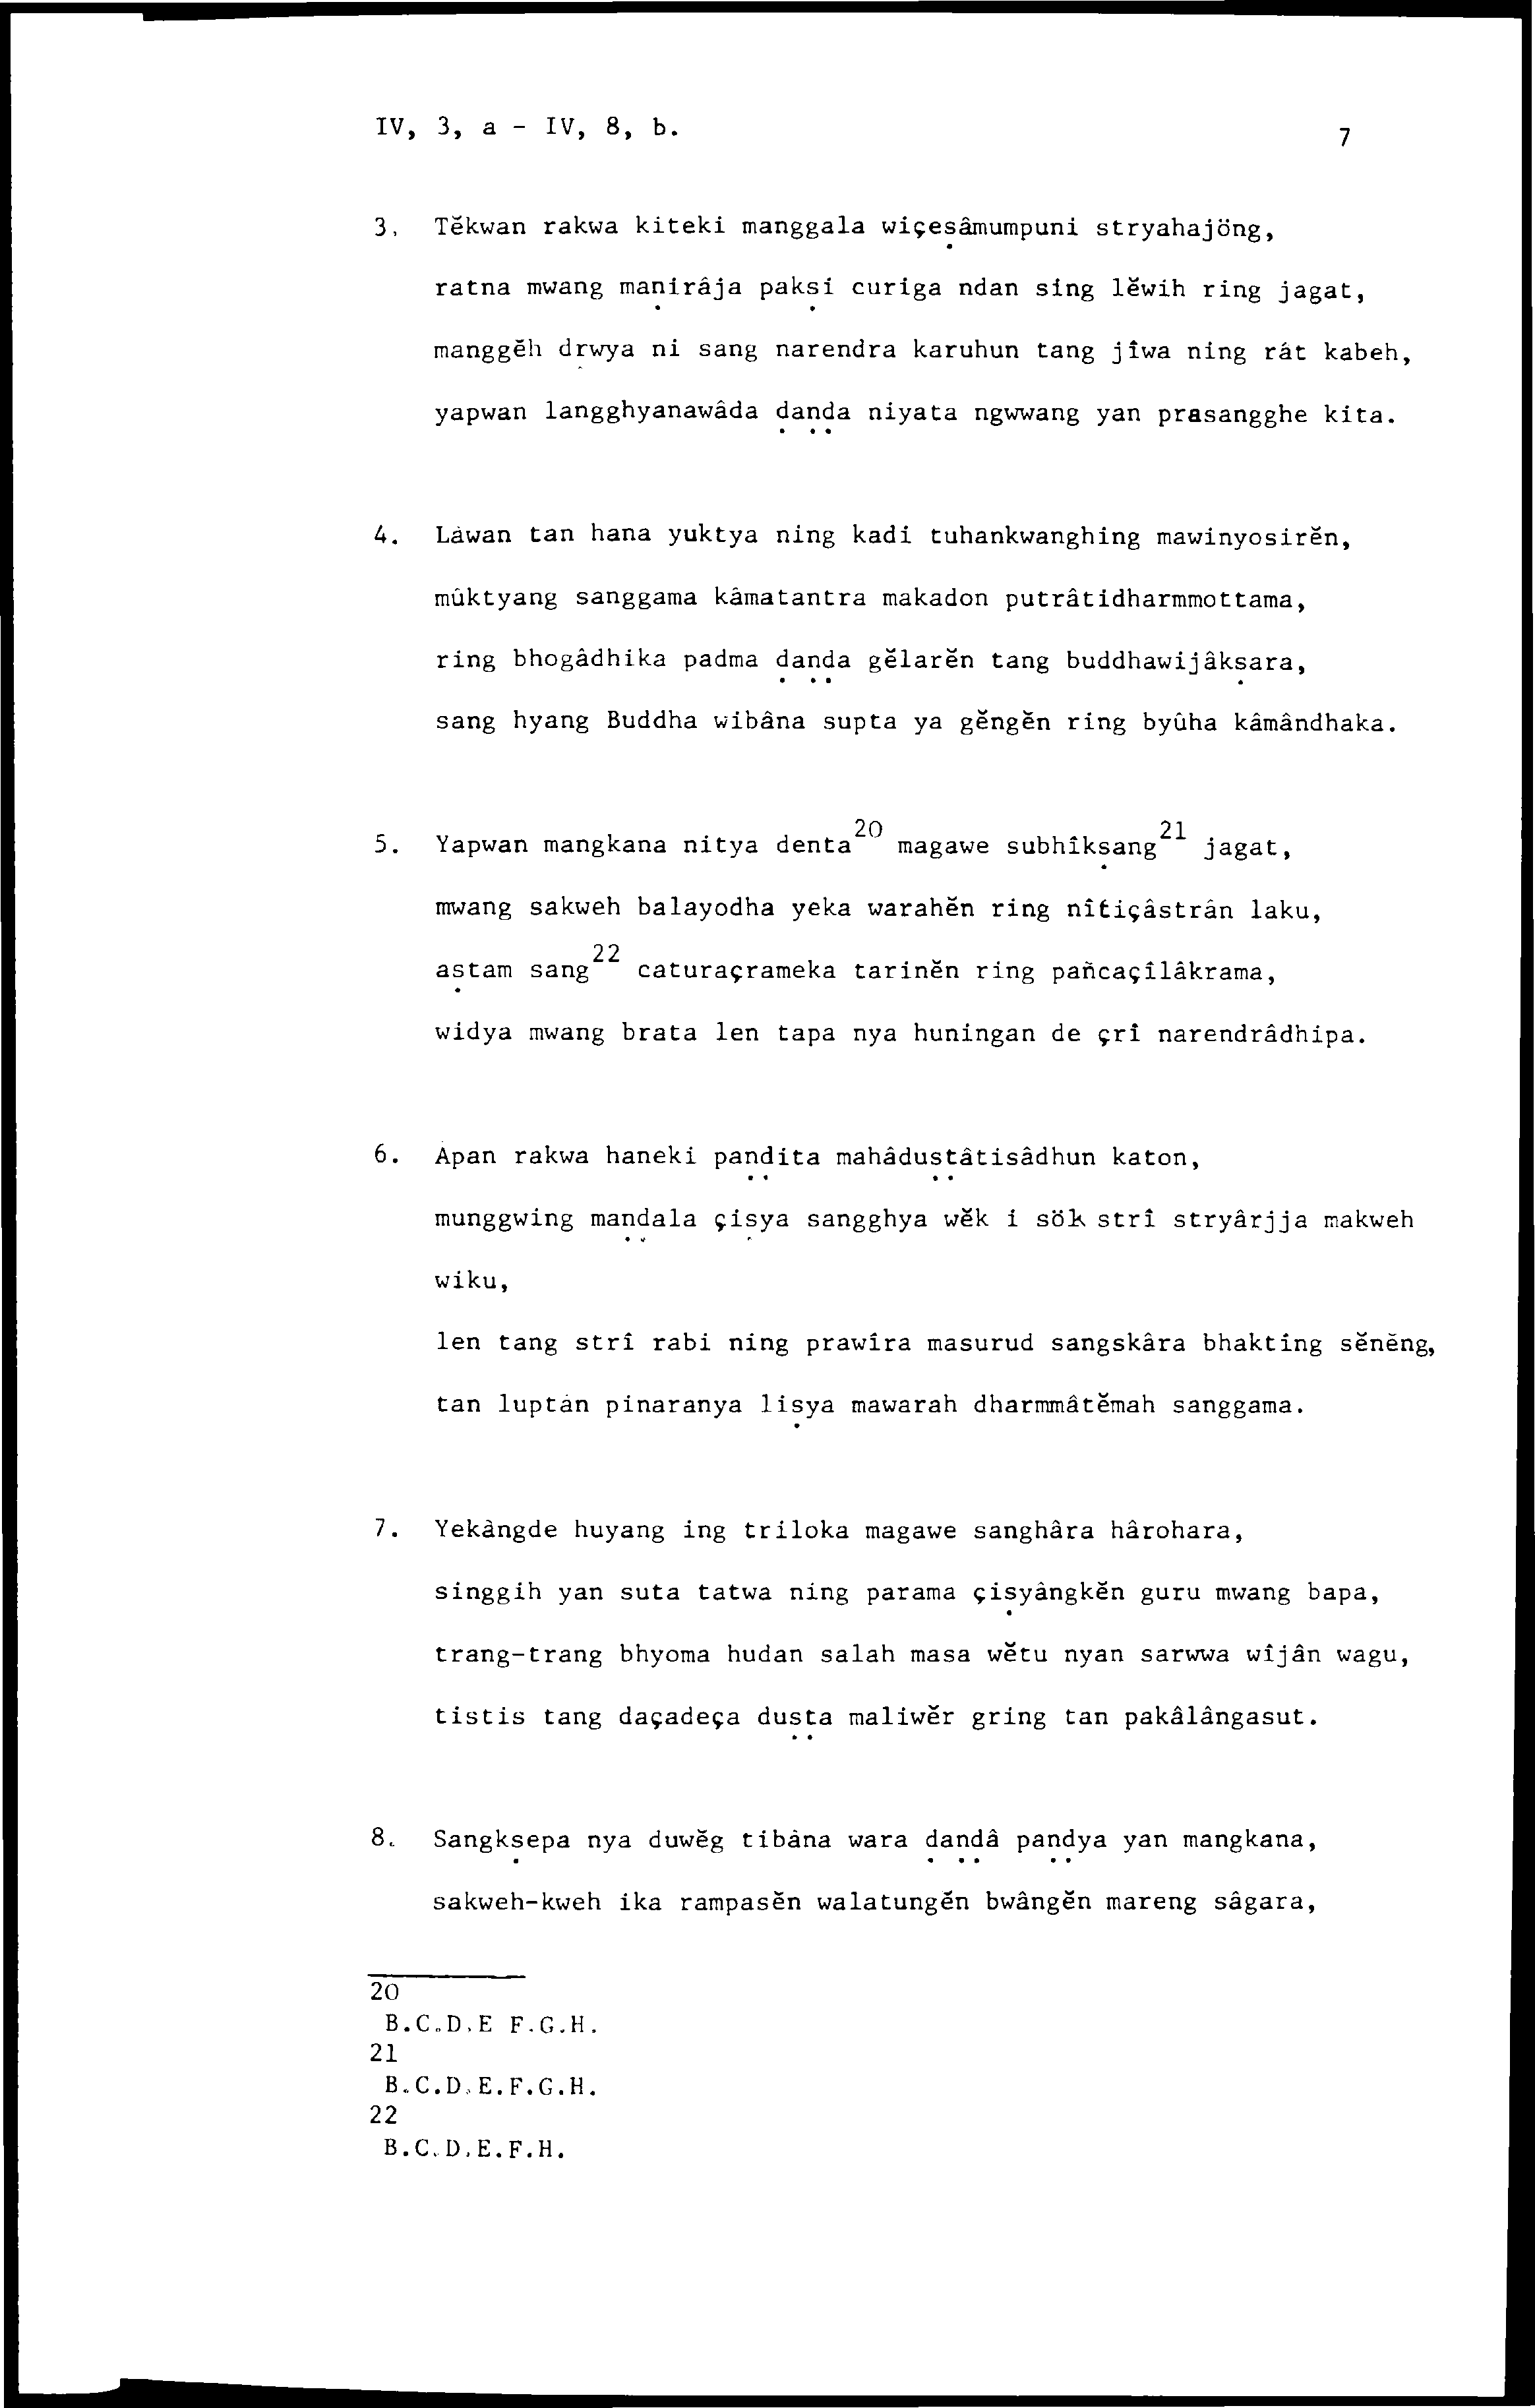 IV, 3, a - IV, 8, b.
7
3. Tĕkwan rakwa kiteki manggala wiçeṣâmumpuni stryahajöng,
ratna mwang maṇirâja pakṣi curiga ndan sing lĕwih ring jagat,
manggĕh dṛwya ni sang narendra karuhun tang jîwa ning rât kabeh,
yapwan langghyanawâda ḍaṇḍa niyata ngwwang yan prasangghe kita.
4. Lâwan tan hana yuktya ning kadi tuhankwanghing mawinyosirĕn,
mûktyang sanggama kâmatantra makadon putrâtidharmmottama,
ring bhogâdhika padma ḍaṇḍa gĕlarĕn tang buddhawijâkṣara,
sang hyang Buddha wibâna supta ya gĕngĕn ring byûha kâmândhaka.
5. Yapwan mangkana nitya denta²⁰ magawe subhîkṣang²¹ jagat,
mwang sakweh balayodha yeka warahĕn ring nîtiçâstrân laku,
aṣtam sang²² caturaçrameka tarinĕn ring pañcaçîlâkrama,
widya mwang brata len tapa nya huningan de çrî narendrâdhipa.
6. Apan rakwa haneki paṇḍita mahâduṣṭâtisâdhun katon,
munggwing maṇḍala çiṣya sangghya wĕk i sök strî stryârjja makweh
wiku,
len tang strî rabi ning prawîra masurud sangskâra bhakting sĕnĕng,
tan luptân pinaranya liṣya mawarah dharmmâtĕmah sanggama.
7. Yekângde huyang ing triloka magawe sanghâra hârohara,
singgih yan suta tatwa ning parama çiṣyângkĕn guru mwang bapa,
trang-trang bhyoma hudan salah masa wĕtu nyan sarwwa wîjân wagu,
tistis tang daçadeça duṣṭa maliwĕr gring tan pakâlângasut.
8. Sangkṣepa nya duwĕg tibâna wara ḍaṇḍâ paṇḍya yan mangkana,
sakweh-kweh ika rampasĕn walatungĕn bwângĕn mareng sâgara,
20
B.C.D.E F.G.H.
21
B.C.D.E.F.G.H.
22
B.C.D.E.F.H.